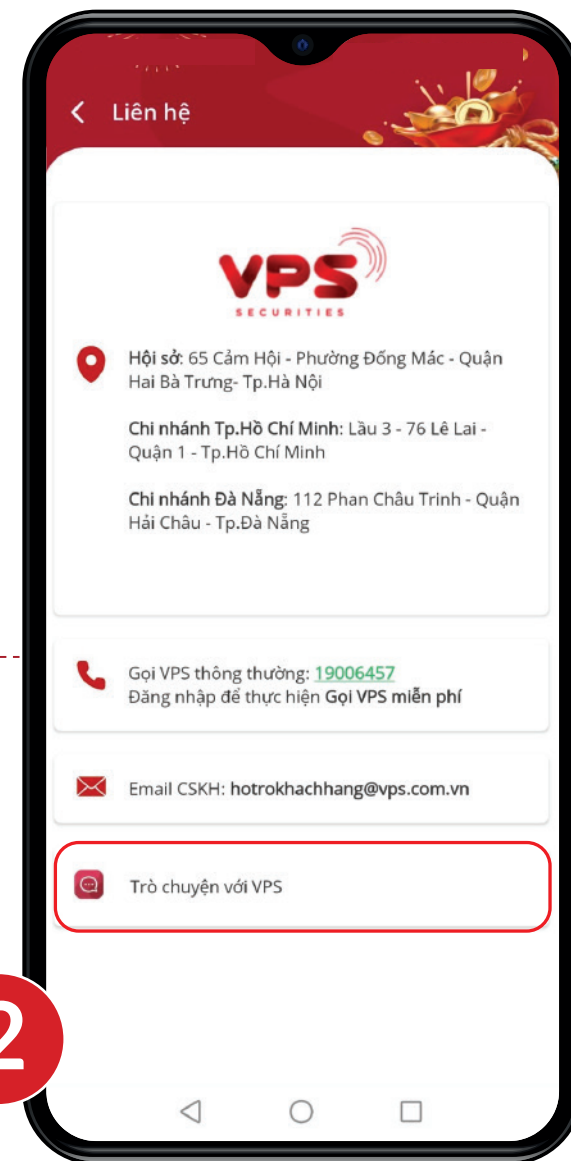 Liên hệ
VPS
SECURITIES
Hội sở: 65 Cảm Hội - Phường Đống Mác - Quận
Hai Bà Trưng- Tp.Hà Nội
Chi nhánh Tp.Hồ Chí Minh: Lầu 3 - 76 Lê Lai -
Quận 1 - Tp.Hồ Chí Minh
Chi nhánh Đà Nẵng: 112 Phan Châu Trinh - Quận
Hải Châu - Tp.Đà Nẵng
Gọi VPS thông thường: 19006457
Đăng nhập để thực hiện Gọi VPS miễn phí
Email CSKH: hotrokhachhang@vps.com.vn
Trò chuyện với VPS
2